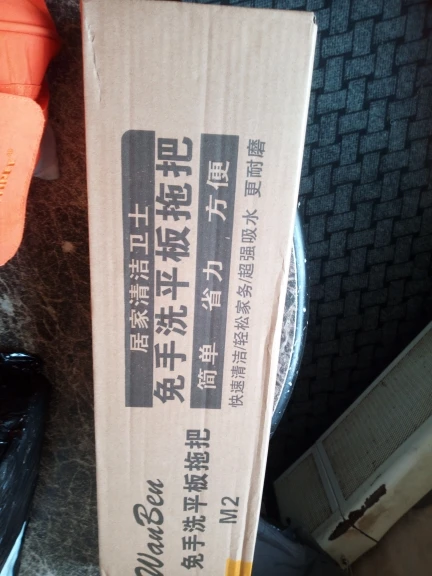 居家清洁卫士
免手洗平板拖把
简单 省力 方便
快速清洁/轻松家务/超强吸水 更耐磨
WanBen
免手洗平板拖把
M2